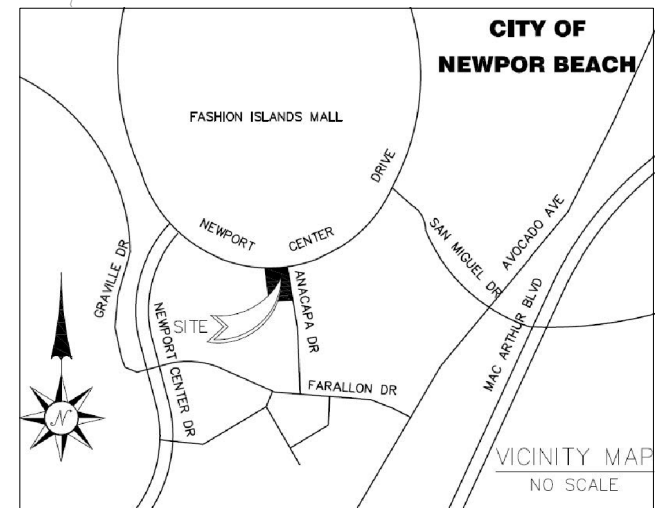 CITY OF
NEWPOR BEACH
FASHION ISLANDS MALL
NEWPORT CENTER DRIVE
SAN MIGUEL DR
AVOCADO AVE
GRAVILLE DR
ANACAPA DR
SITE
NEWPORT CENTER DR
MAC ARTHUR BLVD
FARALLON DR
N
VICINITY MAP
NO SCALE